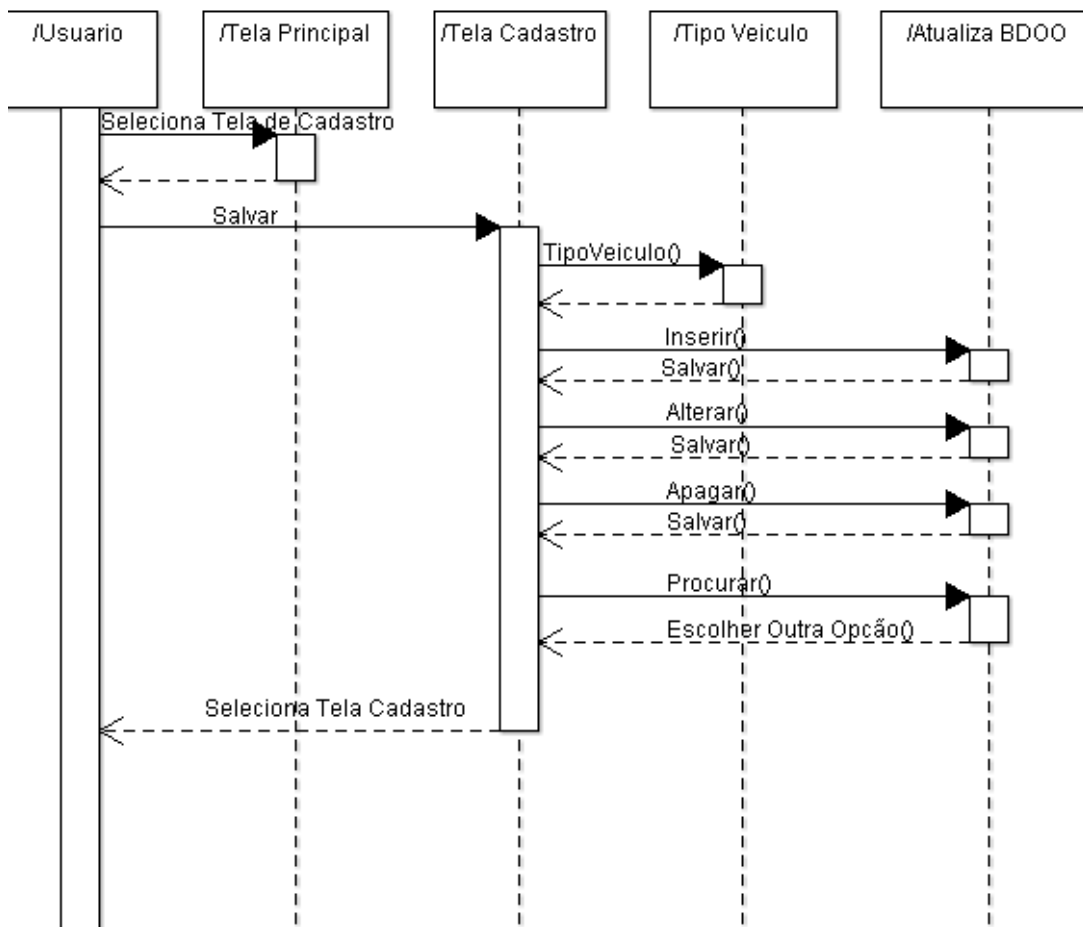 /Usuario
/Tela Principal
/Tela Cadastro
/Tipo Veiculo
/Atualiza BDOO
Seleciona Tela de Cadastro
Salvar
TipoVeiculo()
Inserir()
Salvar()
Alterar()
Salvar()
Apagar()
Salvar()
Procurar()
Escolher Outra Opcão()
Seleciona Tela Cadastro